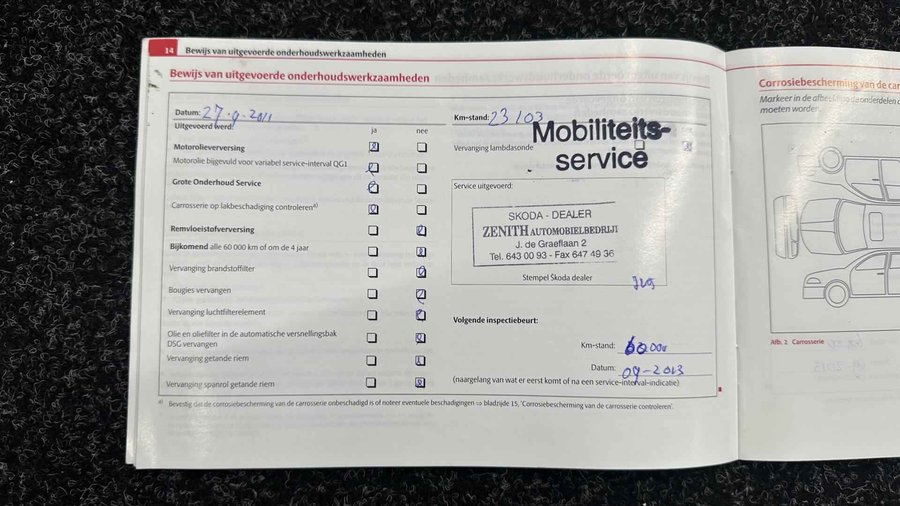 14 Bewijs van uitgevoerde onderhoudswerkzaamheden
Bewijs van uitgevoerde onderhoudswerkzaamheden
Datum: 27-9-2011
Uitgevoerd werd: ja nee
Motorolieverversing
Motorolie bijgevuld voor variabel service-interval QG1
Grote Onderhoud Service
Carrosserie op lakbeschadiging controleren a)
Remvloeistofverversing
Bijkomend alle 60 000 km of om de 4 jaar
Vervanging brandstoffilter
Bougies vervangen
Vervanging luchtfilterelement
Olie en oliefilter in de automatische versnellingsbak
DSG vervangen
Vervanging getande riem
Vervanging spanrol getande riem
Km-stand: 23103
Vervanging lambdasonde
Mobiliteits-
service
Service uitgevoerd:
SKODA - DEALER
ZENITH AUTOMOBIELBEDRIJ
J. de Graeflaan 2
Tel. 643 00 93 - Fax 647 49 36
Stempel Škoda dealer
Volgende inspectiebeurt:
Km-stand: 60000
Datum: 09-2013
(naargelang van wat er eerst komt of na een service-interval-indicatie)
a) Bevestig dat de corrosiebescherming van de carrosserie onbeschadigd is of noteer eventuele beschadigingen ⇒ bladzijde 15, 'Corrosiebescherming van de carrosserie controleren'.
Corrosiebescherming van de car
Markeer in de afbeel de onderdelen
moeten worden.
Afb. 2 Carrosserie